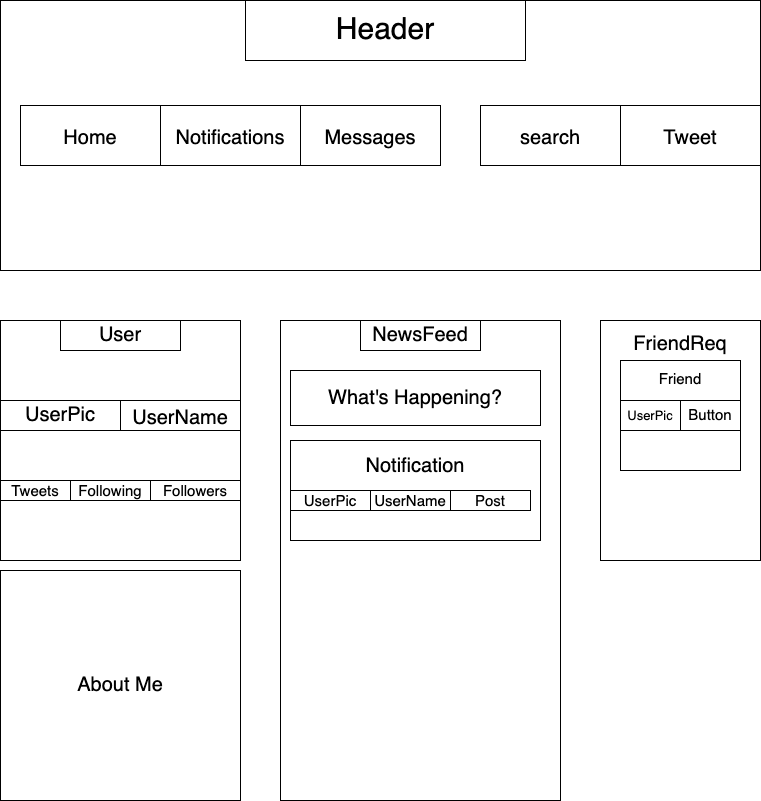 Header
Home
Notifications
Messages
search
Tweet
User
UserPic
UserName
Tweets
Following
Followers
About Me
NewsFeed
What's Happening?
Notification
UserPic
UserName
Post
FriendReq
Friend
UserPic
Button